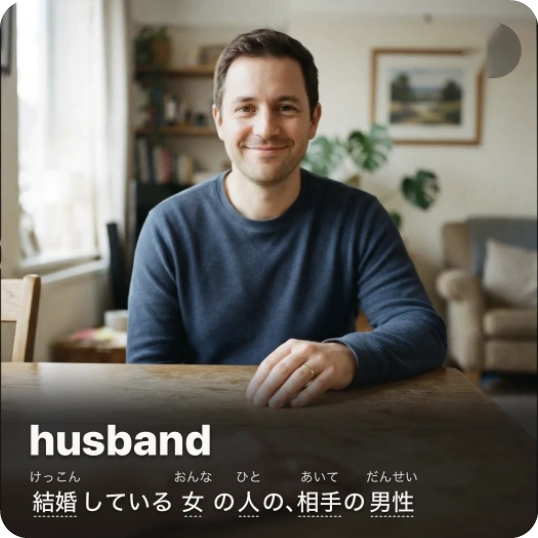 husband
けっこん おんな ひと あいて だんせい
結婚している女の人の、相手の男性